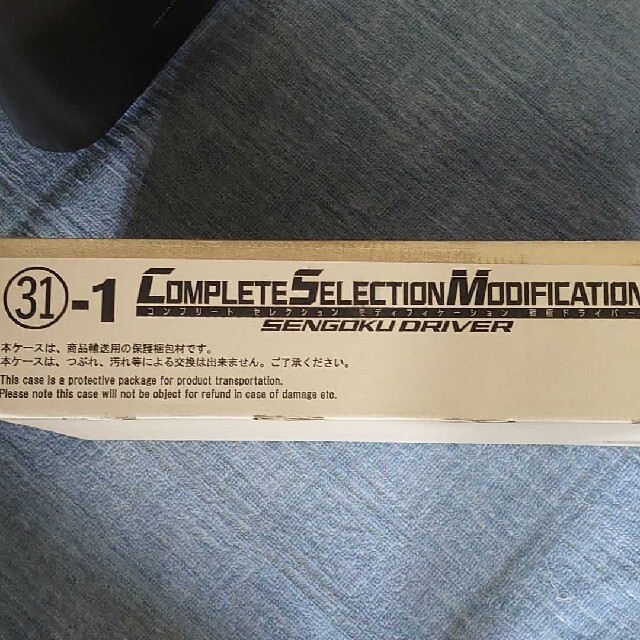 ㉛-1 COMPLETE SELECTION MODIFICATION
コンプリート セレクション モディフィケーション 戦極ドライバー
SENGOKU DRIVER
本ケースは、商品輸送用の保護梱包材です。
本ケースは、つぶれ、汚れ等による交換は出来ません。ご了承ください。
This case is a protective package for product transportation.
Please note this case will not be object for refund in case of damage etc.